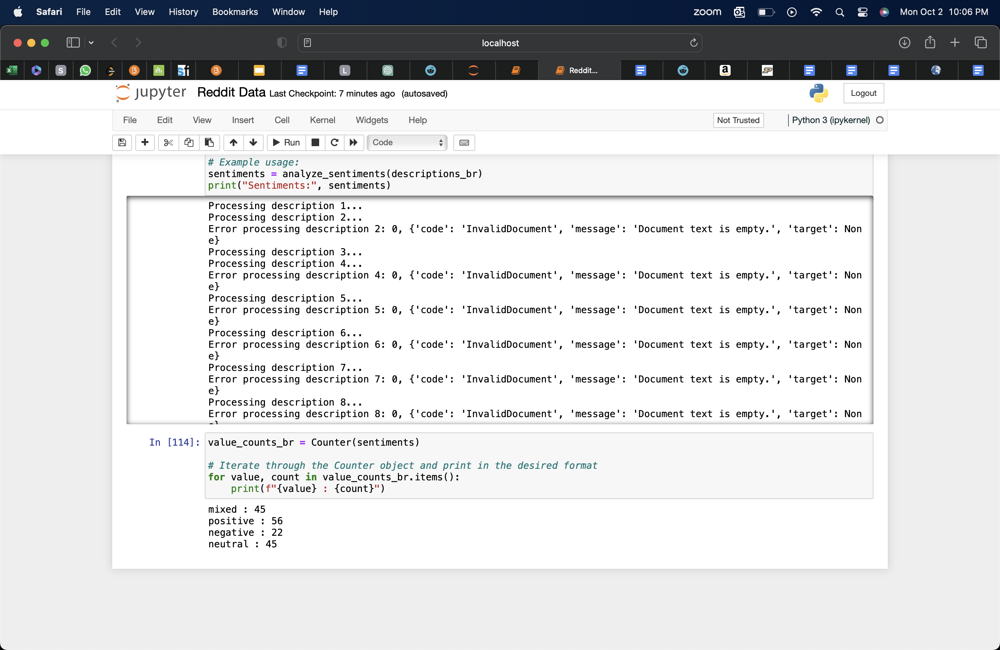 Safari File Edit View History Bookmarks Window Help zoom Mon Oct 2 10:06 PM
localhost
S L Reddit... a
jupyter Reddit Data Last Checkpoint: 7 minutes ago (autosaved) Logout
File Edit View Insert Cell Kernel Widgets Help Not Trusted Python 3 (ipykernel)
Run Code
# Example usage:
sentiments = analyze_sentiments(descriptions_br)
print("Sentiments:", sentiments)
Processing description 1...
Processing description 2...
Error processing description 2: 0, {'code': 'InvalidDocument', 'message': 'Document text is empty.', 'target': Non
e}
Processing description 3...
Processing description 4...
Error processing description 4: 0, {'code': 'InvalidDocument', 'message': 'Document text is empty.', 'target': Non
e}
Processing description 5...
Error processing description 5: 0, {'code': 'InvalidDocument', 'message': 'Document text is empty.', 'target': Non
e}
Processing description 6...
Error processing description 6: 0, {'code': 'InvalidDocument', 'message': 'Document text is empty.', 'target': Non
e}
Processing description 7...
Error processing description 7: 0, {'code': 'InvalidDocument', 'message': 'Document text is empty.', 'target': Non
e}
Processing description 8...
Error processing description 8: 0, {'code': 'InvalidDocument', 'message': 'Document text is empty.', 'target': Non
In [114]: value_counts_br = Counter(sentiments)
# Iterate through the Counter object and print in the desired format
for value, count in value_counts_br.items():
print(f"{value} : {count}")
mixed : 45
positive : 56
negative : 22
neutral : 45